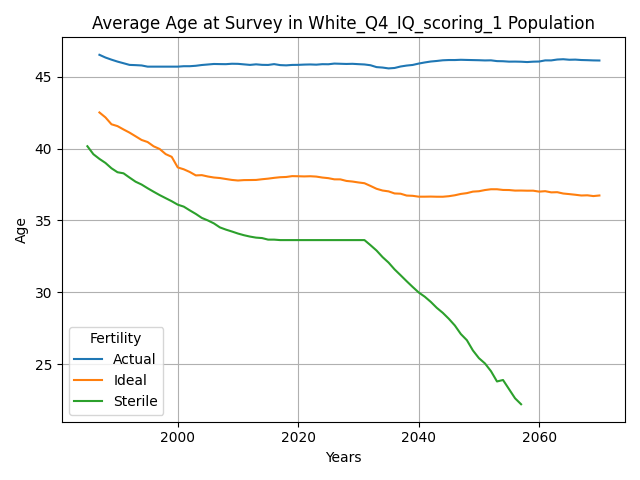 Average Age at Survey in White_Q4_IQ_scoring_1 Population
Age
45
40
35
30
25
Fertility
Actual
Ideal
Sterile
2000
2020
2040
2060
Years